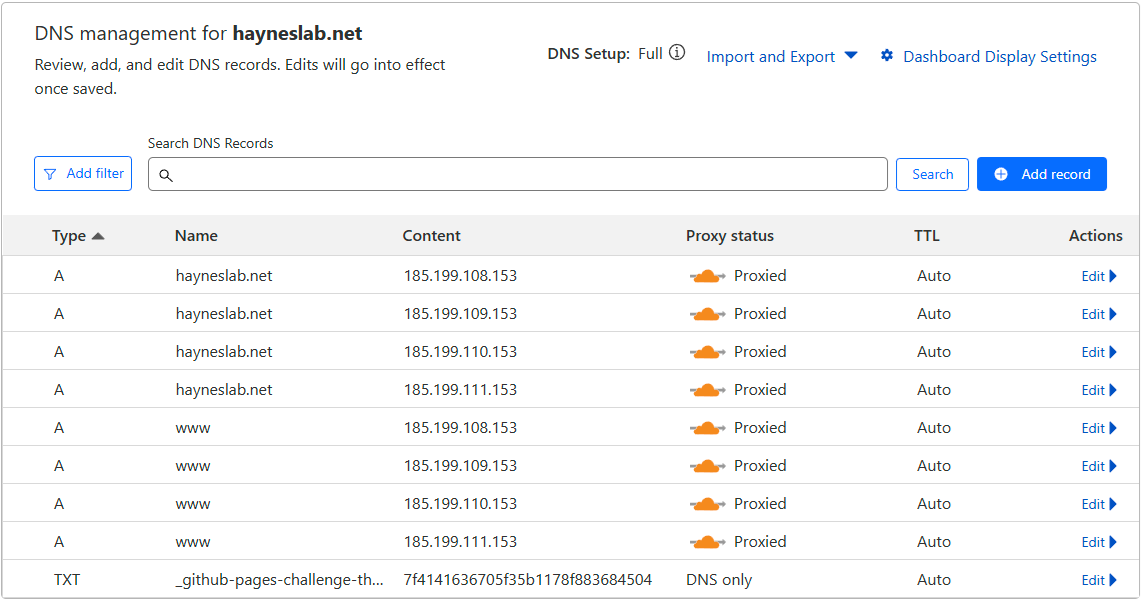 DNS management for hayneslab.net
Review, add, and edit DNS records. Edits will go into effect
once saved.
DNS Setup: Full
Import and Export
Dashboard Display Settings
Search DNS Records
Add filter
Search
Add record
Type Name Content Proxy status TTL Actions
A hayneslab.net 185.199.108.153 Proxied Auto Edit
A hayneslab.net 185.199.109.153 Proxied Auto Edit
A hayneslab.net 185.199.110.153 Proxied Auto Edit
A hayneslab.net 185.199.111.153 Proxied Auto Edit
A www 185.199.108.153 Proxied Auto Edit
A www 185.199.109.153 Proxied Auto Edit
A www 185.199.110.153 Proxied Auto Edit
A www 185.199.111.153 Proxied Auto Edit
TXT _github-pages-challenge-th... 7f4141636705f35b1178f883684504 DNS only Auto Edit